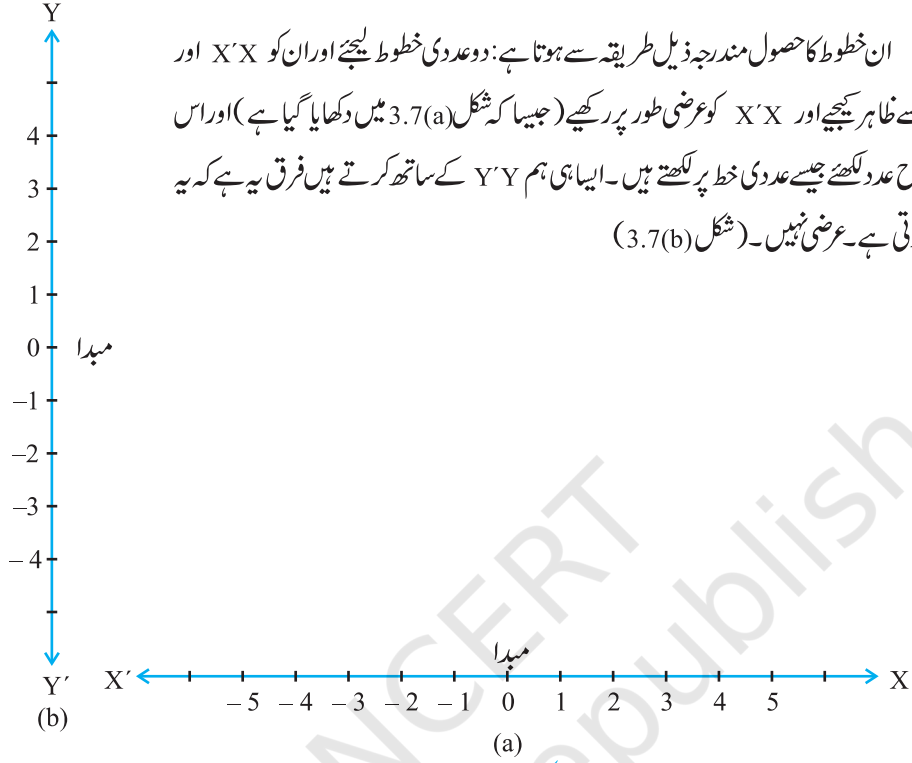 ان خطوط کا حصول مندرجہ ذیل طریقہ سے ہوتا ہے: دو عددی خطوط لیجئے اور ان کو X′X اور
سے ظاہر کیجیے اور X′X کو عرضی طور پر رکھیے (جیسا کہ شکل 3.7(a) میں دکھایا گیا ہے) اور اس
عدد لکھئے جیسے عددی خط پر لکھتے ہیں۔ ایسا ہی ہم Y′Y کے ساتھ کرتے ہیں فرق یہ ہے کہ یہ
ہے۔ عرضی نہیں۔ (شکل 3.7(b))
Y
4
3
2
1
0 مبدا
–1
–2
–3
– 4
Y′
(b)
مبدا
X′ X
– 5 – 4 – 3 – 2 – 1 0 1 2 3 4 5
(a)
NCERT
republish